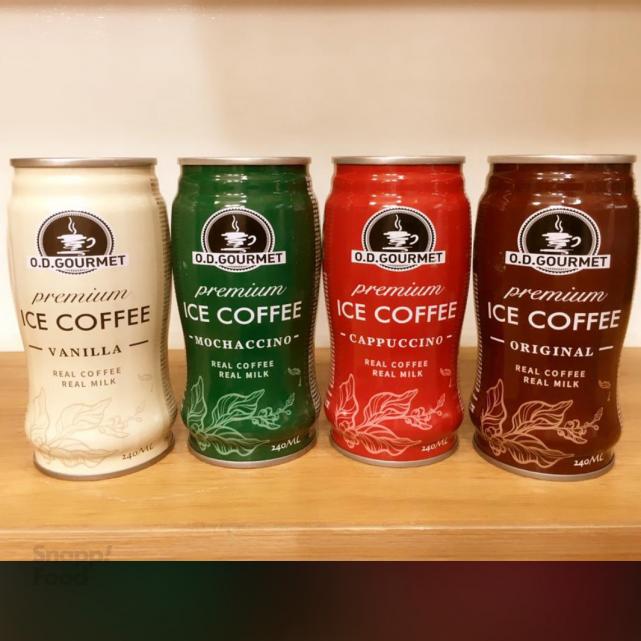 O.D.GOURMET
premium
ICE COFFEE
VANILLA
REAL COFFEE
REAL MILK
240ML
O.D.GOURMET
premium
ICE COFFEE
-MOCHACCINO-
REAL COFFEE
REAL MILK
240ML
O.D.GOURMET
premium
ICE COFFEE
-CAPPUCCINO-
REAL COFFEE
REAL MILK
240ML
O.D.GOURMET
premium
ICE COFFEE
ORIGINAL
REAL COFFEE
REAL MILK
240ML
Snapp!
Food